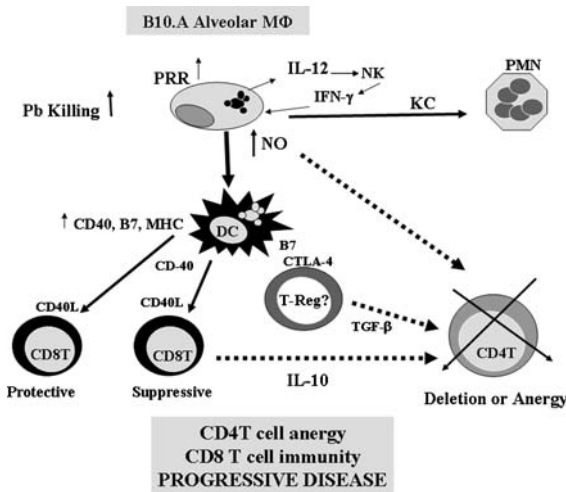 B10.A Alveolar MΦ
PRR
IL-12
NK
PMN
Pb Killing
IFN-γ
KC
NO
CD40, B7, MHC
DC
B7
CD-40
CTLA-4
CD40L
CD40L
T-Reg?
TGF-β
CD8T
CD8T
CD4T
Protective
Suppressive
IL-10
Deletion or Anergy
CD4T cell anergy
CD8 T cell immunity
PROGRESSIVE DISEASE